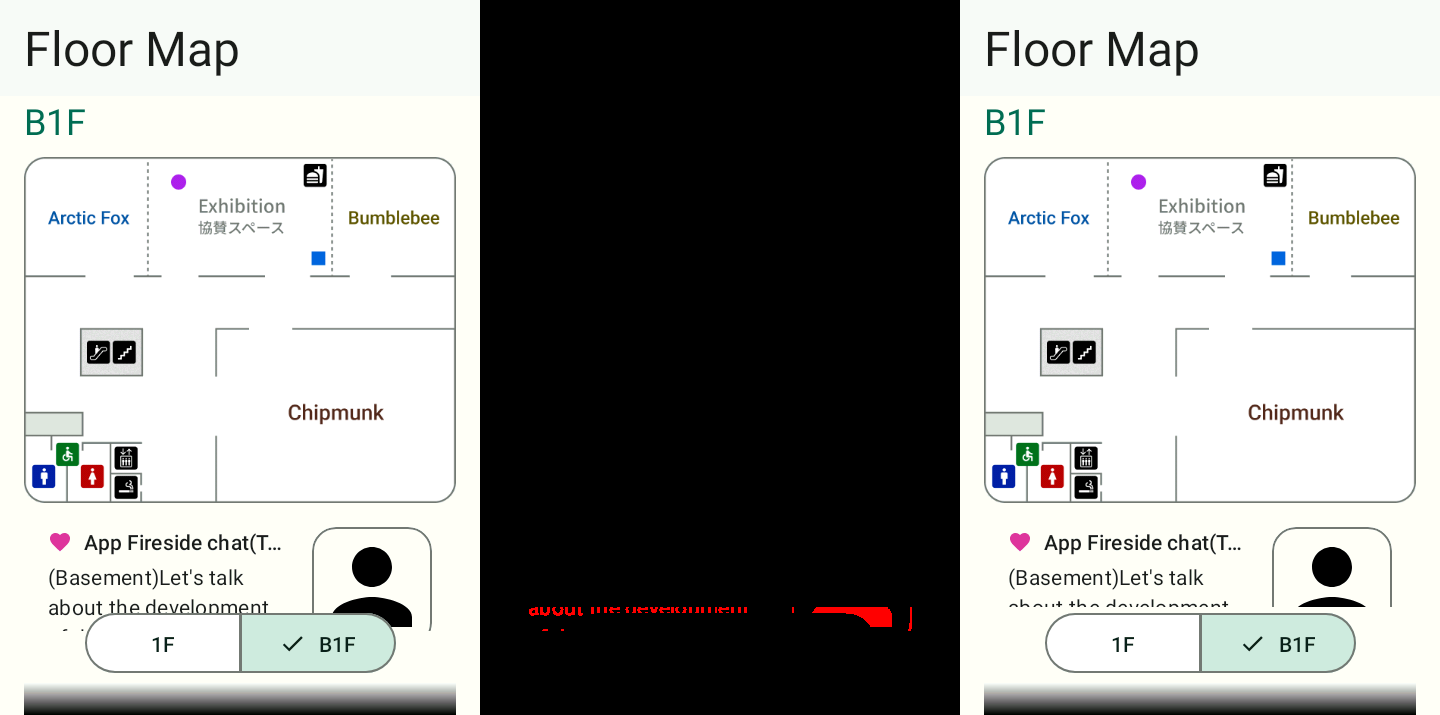 Floor Map
B1F
Exhibition
協賛スペース
Arctic Fox
Bumblebee
Chipmunk
App Fireside chat(T...
(Basement)Let's talk
about the development
1F
B1F
about the development
Floor Map
B1F
Exhibition
協賛スペース
Arctic Fox
Bumblebee
Chipmunk
App Fireside chat(T...
(Basement)Let's talk
about the development
1F
B1F